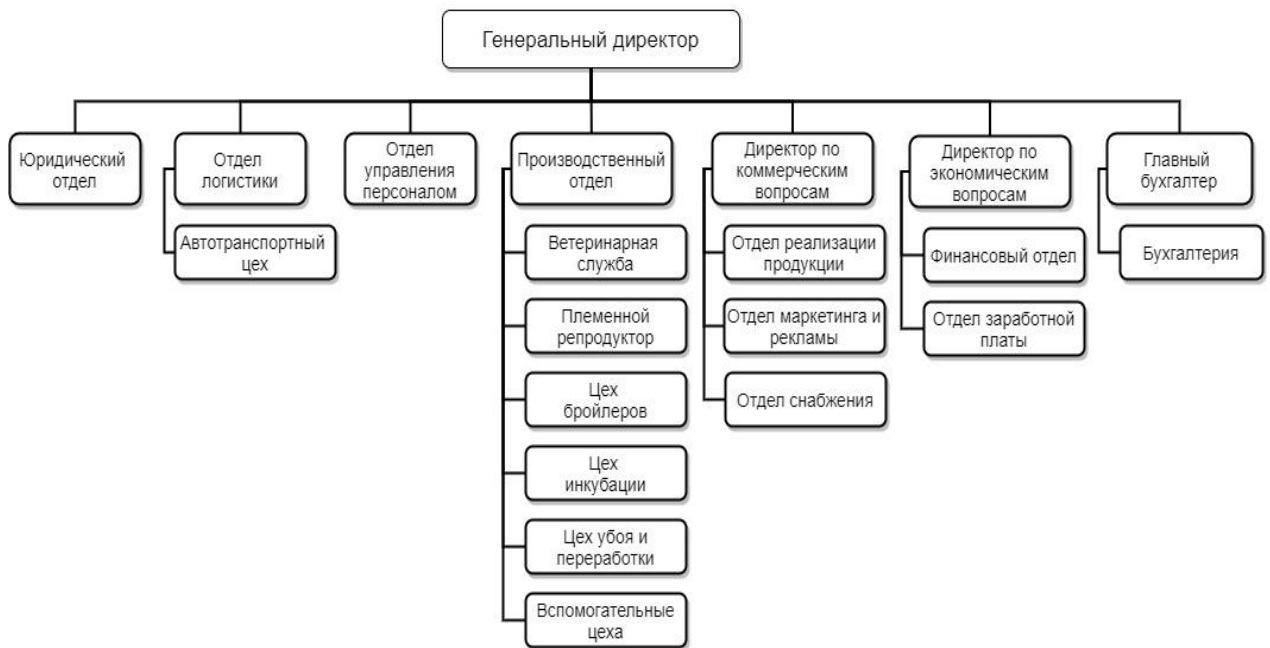 Генеральный директор
Юридический
отдел
Отдел
логистики
Отдел
управления
персоналом
Производственный
отдел
Директор по
коммерческим
вопросам
Директор по
экономическим
вопросам
Главный
бухгалтер
Автотранспортный
цех
Ветеринарная
служба
Племенной
репродуктор
Цех
бройлеров
Цех
инкубации
Цех убоя и
переработки
Вспомогательные
цеха
Отдел реализации
продукции
Отдел маркетинга и
рекламы
Отдел снабжения
Финансовый отдел
Отдел заработной
платы
Бухгалтерия